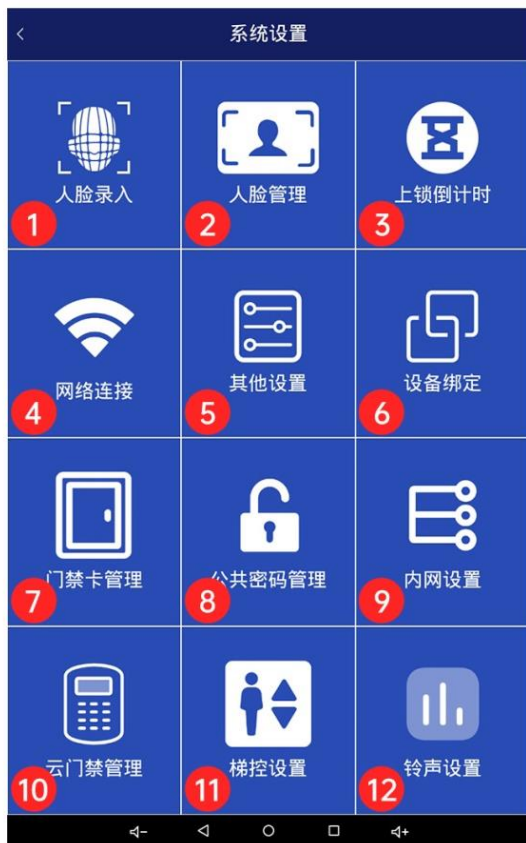 系统设置
人脸录入
1
人脸管理
2
上锁倒计时
3
网络连接
4
其他设置
5
设备绑定
6
门禁卡管理
7
公共密码管理
8
内网设置
9
云门禁管理
10
梯控设置
11
铃声设置
12